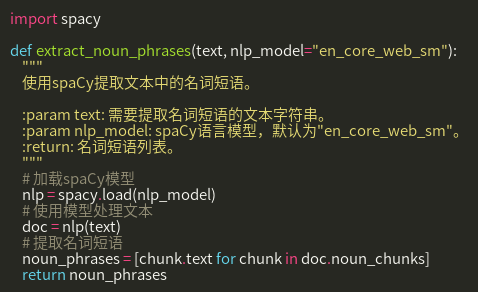 import spacy
def extract_noun_phrases(text, nlp_model="en_core_web_sm"):
"""
使用spaCy提取文本中的名词短语。
:param text: 需要提取名词短语的文本字符串。
:param nlp_model: spaCy语言模型，默认为"en_core_web_sm"。
:return: 名词短语列表。
"""
# 加载spaCy模型
nlp = spacy.load(nlp_model)
# 使用模型处理文本
doc = nlp(text)
# 提取名词短语
noun_phrases = [chunk.text for chunk in doc.noun_chunks]
return noun_phrases